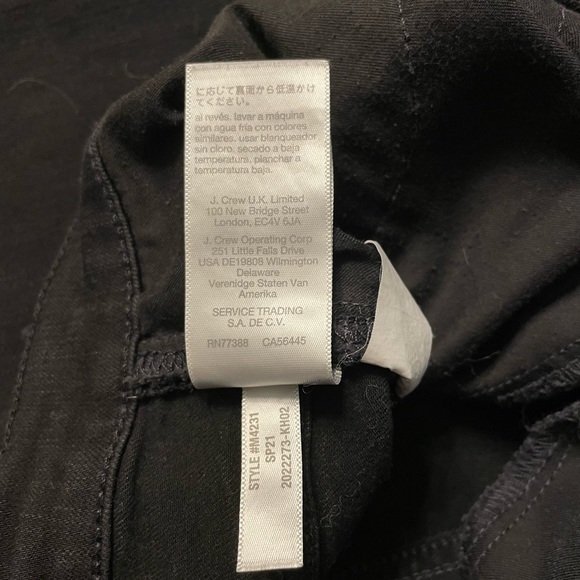 に応じて裏面から低温かけ
てください。
al revés. lavar a máquina
con agua fría con colores
similares. usar blanqueador
sin cloro. secado a baja
temperatura. planchar a
temperatura baja.
J. Crew U.K. Limited
100 New Bridge Street
London, EC4V 6JA
J. Crew Operating Corp
251 Little Falls Drive
USA DE19808 Wilmington
Delaware
Verenidge Staten Van
Amerika
SERVICE TRADING
S.A. DE C.V.
RN77388 CA56445
STYLE #M4231
SP21
2022273-KH02